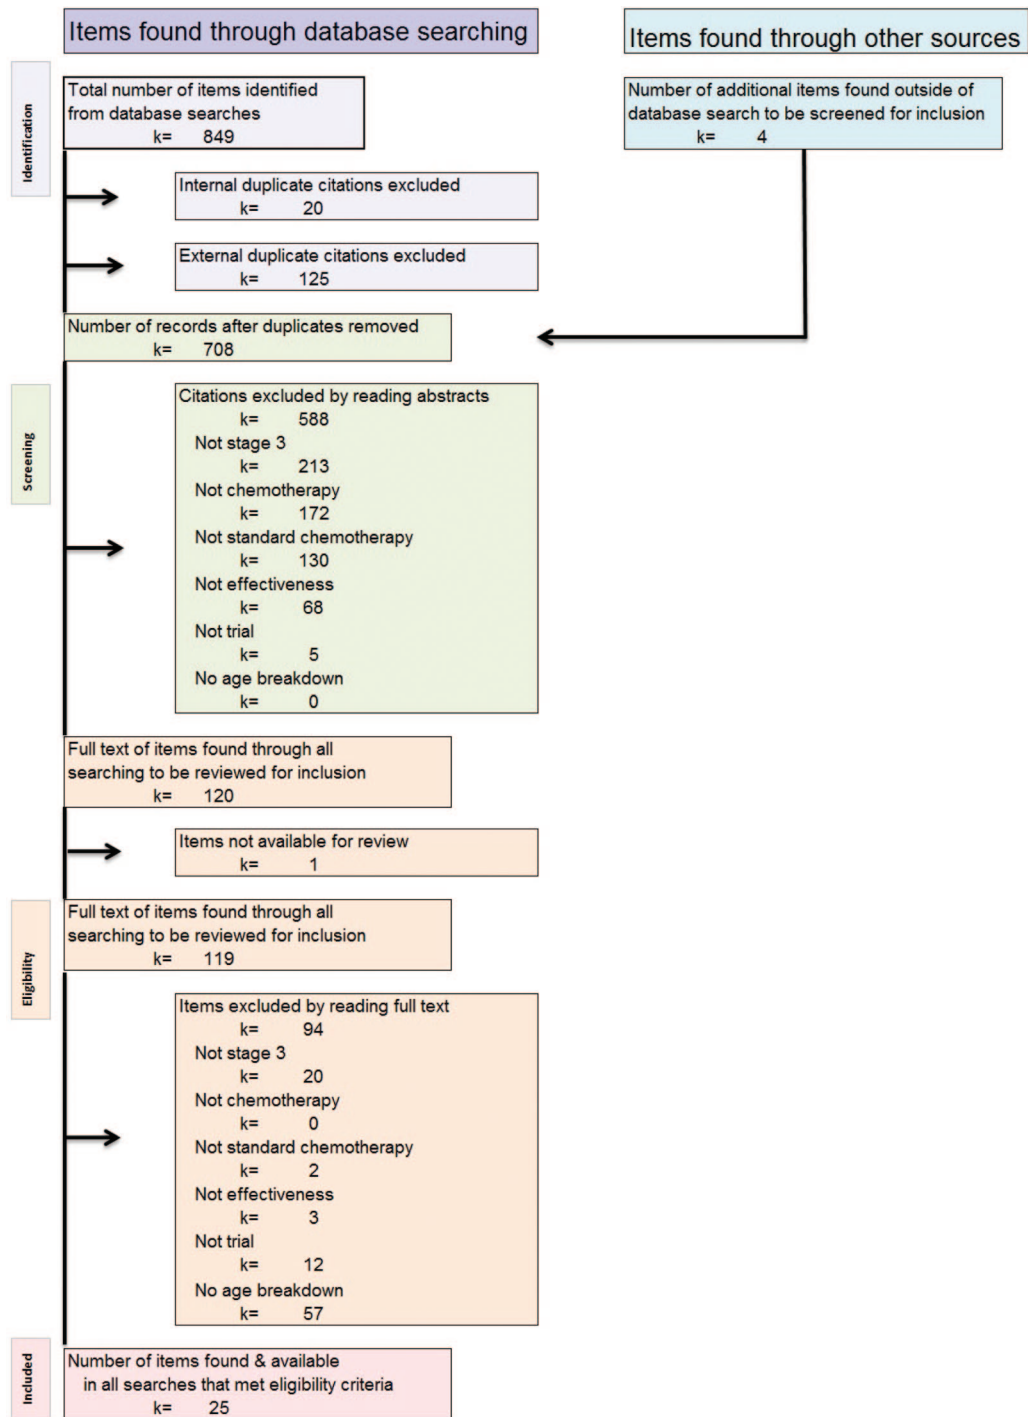 Items found through database searching
Items found through other sources
Identification
Total number of items identified
from database searches
k= 849
Number of additional items found outside of
database search to be screened for inclusion
k= 4
Internal duplicate citations excluded
k= 20
External duplicate citations excluded
k= 125
Number of records after duplicates removed
k= 708
Screening
Citations excluded by reading abstracts
k= 588
Not stage 3
k= 213
Not chemotherapy
k= 172
Not standard chemotherapy
k= 130
Not effectiveness
k= 68
Not trial
k= 5
No age breakdown
k= 0
Full text of items found through all
searching to be reviewed for inclusion
k= 120
Items not available for review
k= 1
Eligibility
Full text of items found through all
searching to be reviewed for inclusion
k= 119
Items excluded by reading full text
k= 94
Not stage 3
k= 20
Not chemotherapy
k= 0
Not standard chemotherapy
k= 2
Not effectiveness
k= 3
Not trial
k= 12
No age breakdown
k= 57
Included
Number of items found & available
in all searches that met eligibility criteria
k= 25